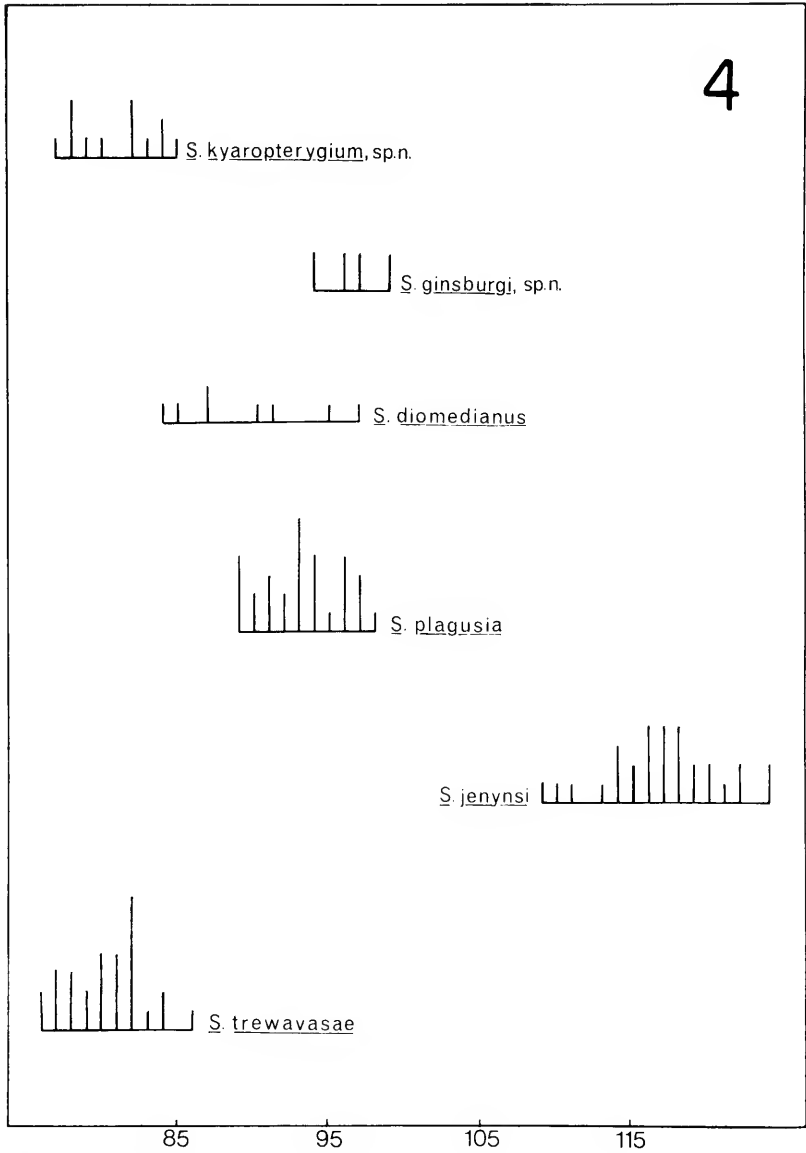 4
S. kyaropterygium, sp.n.
S. ginsburgi, sp.n.
S. diomedianus
S. plagusia
S. jenynsi
S. trewavasae
85 95 105 115